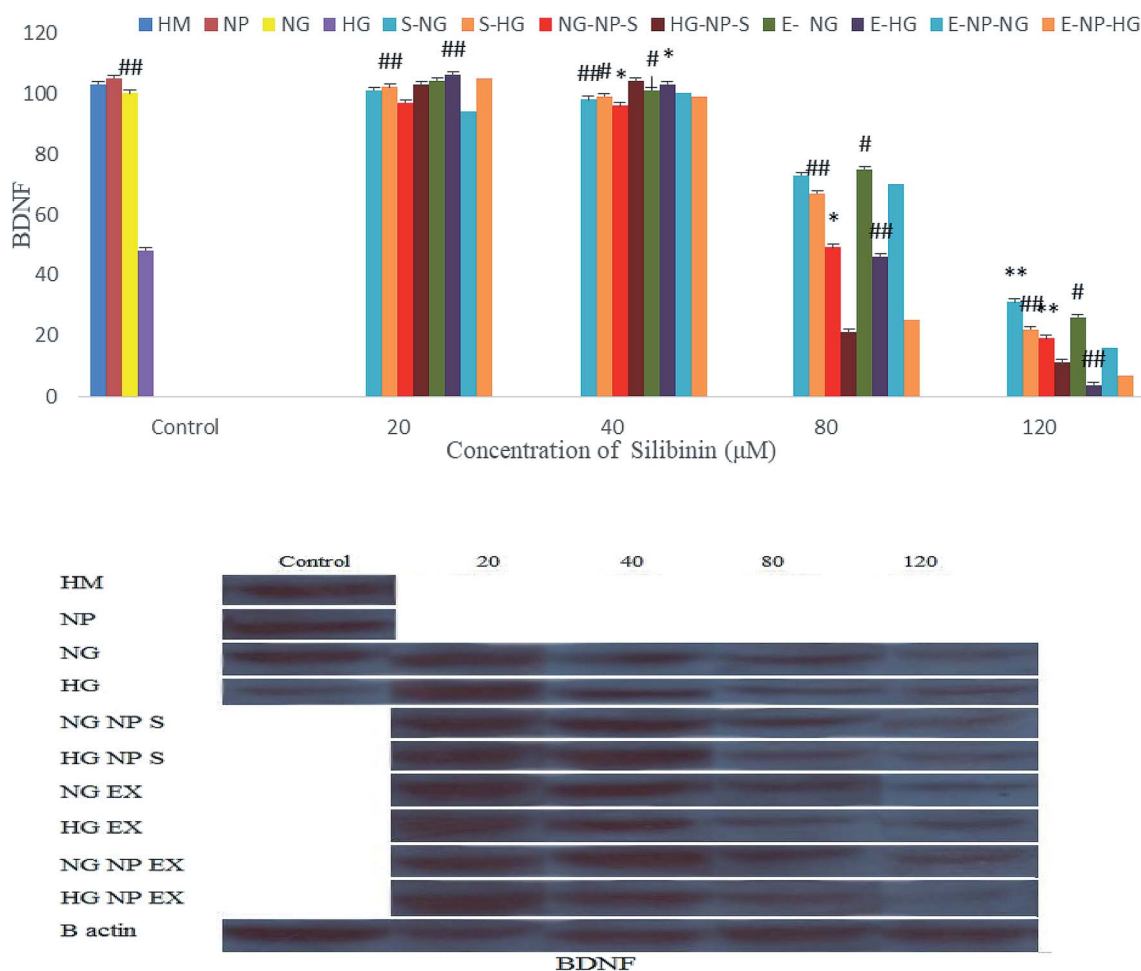 HM NP NG HG S-NG S-HG NG-NP-S HG-NP-S E- NG E-HG E-NP-NG E-NP-HG
120
100
80
60
40
20
0
BDNF
##
##
##
##
#
*
#
*
##
*
#
##
**
##
**
#
##
Control 20 40 80 120
Concentration of Silibinin (μM)
Control 20 40 80 120
HM
NP
NG
HG
NG NP S
HG NP S
NG EX
HG EX
NG NP EX
HG NP EX
B actin
BDNF